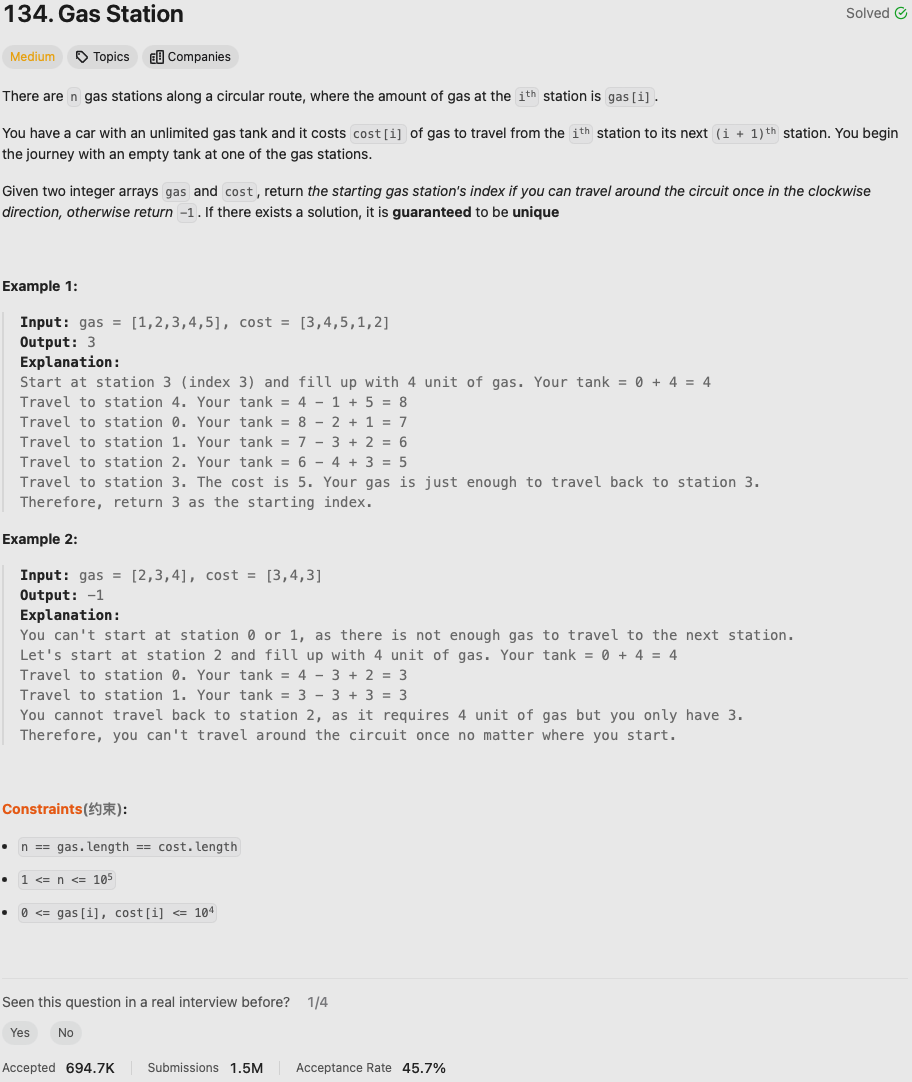 134. Gas Station
Solved
Medium Topics Companies
There are n gas stations along a circular route, where the amount of gas at the iᵗʰ station is gas[i].
You have a car with an unlimited gas tank and it costs cost[i] of gas to travel from the iᵗʰ station to its next (i + 1)ᵗʰ station. You begin
the journey with an empty tank at one of the gas stations.
Given two integer arrays gas and cost, return the starting gas station's index if you can travel around the circuit once in the clockwise
direction, otherwise return -1. If there exists a solution, it is guaranteed to be unique
Example 1:
Input: gas = [1,2,3,4,5], cost = [3,4,5,1,2]
Output: 3
Explanation:
Start at station 3 (index 3) and fill up with 4 unit of gas. Your tank = 0 + 4 = 4
Travel to station 4. Your tank = 4 - 1 + 5 = 8
Travel to station 0. Your tank = 8 - 2 + 1 = 7
Travel to station 1. Your tank = 7 - 3 + 2 = 6
Travel to station 2. Your tank = 6 - 4 + 3 = 5
Travel to station 3. The cost is 5. Your gas is just enough to travel back to station 3.
Therefore, return 3 as the starting index.
Example 2:
Input: gas = [2,3,4], cost = [3,4,3]
Output: -1
Explanation:
You can't start at station 0 or 1, as there is not enough gas to travel to the next station.
Let's start at station 2 and fill up with 4 unit of gas. Your tank = 0 + 4 = 4
Travel to station 0. Your tank = 4 - 3 + 2 = 3
Travel to station 1. Your tank = 3 - 3 + 3 = 3
You cannot travel back to station 2, as it requires 4 unit of gas but you only have 3.
Therefore, you can't travel around the circuit once no matter where you start.
Constraints(约束):
• n == gas.length == cost.length
• 1 <= n <= 10⁵
• 0 <= gas[i], cost[i] <= 10⁴
Seen this question in a real interview before? 1/4
Yes No
Accepted 694.7K Submissions 1.5M Acceptance Rate 45.7%